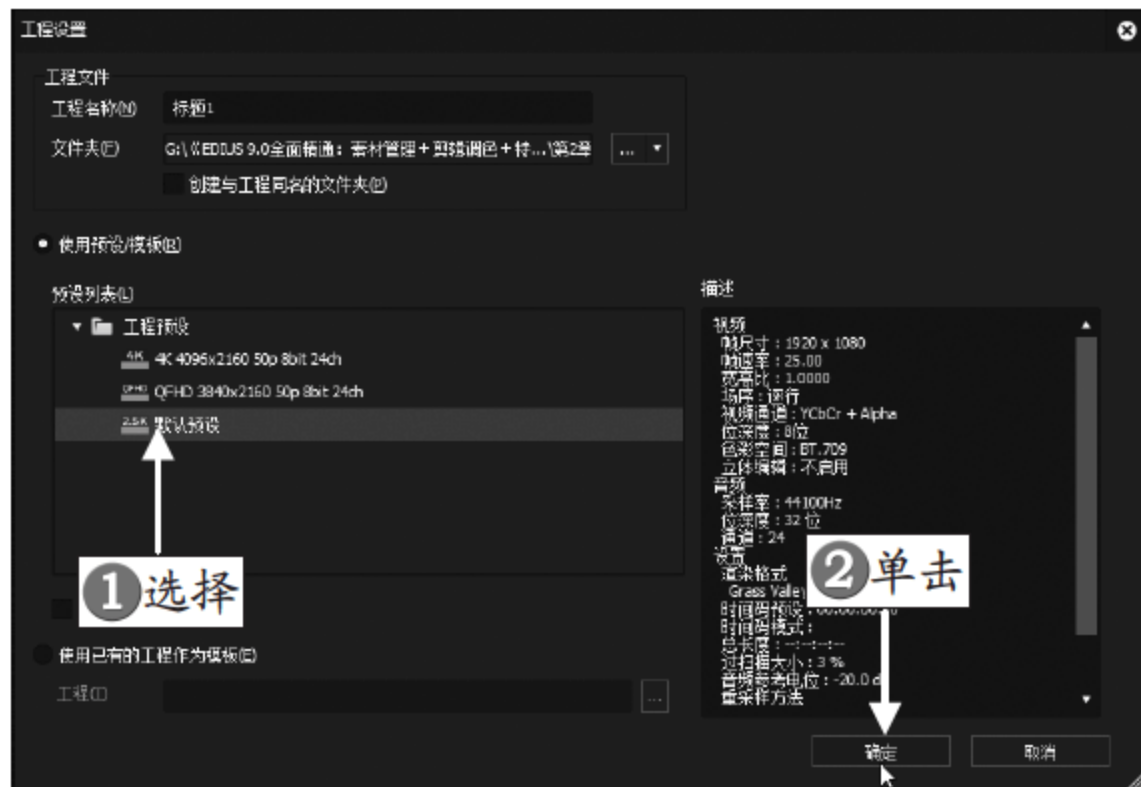 工程设置
工程文件
工程名称(N) 标题1
文件夹(F) G:\《EDIUS 9.0全面精通：素材管理+剪辑调色+特...\第2章 ...
创建与工程同名的文件夹(P)
使用预设/模板(R)
预设列表(L)
工程预设
4K 4K 4096x2160 50p 8bit 24ch
QFHD QFHD 3840x2160 50p 8bit 24ch
2.5K 默认预设
1 选择
使用已有的工程作为模板(E)
工程(I) ...
描述
视频
帧尺寸：1920 x 1080
帧速率：25.00
宽高比：1.0000
场序：逐行
视频通道：YCbCr + Alpha
位深度：8位
色彩空间：BT.709
立体编辑：不启用
音频
采样率：44100Hz
位深度：32 位
通道：24
设置
渲染格式
Grass Valley
时间码预设：
时间码模式：
总长度：--:--:--:--
过扫描大小：3 %
音频参考电位：-20.0 d
重采样方法
2 单击
确定 取消